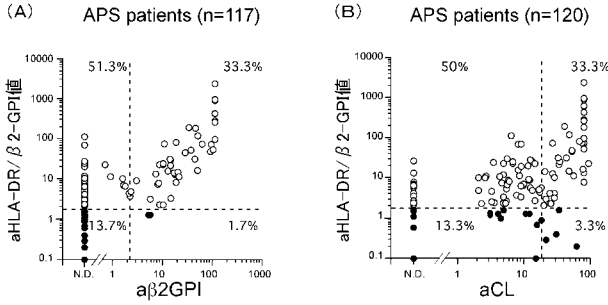 (A) APS patients (n=117)
aHLA-DR/β2-GPI値
10000
1000
100
10
1
0.1
51.3%
33.3%
13.7%
1.7%
N.D. 1 10 100 1000
aβ2GPI
(B) APS patients (n=120)
aHLA-DR/β2-GPI値
10000
1000
100
10
1
0.1
50%
33.3%
13.3%
3.3%
N.D. 1 10 100
aCL